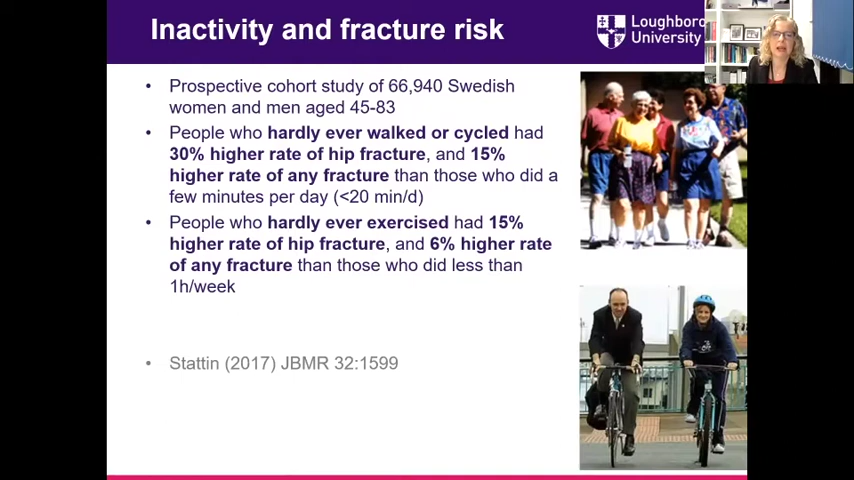 Inactivity and fracture risk
University
• Prospective cohort study of 66,940 Swedish
women and men aged 45-83
• People who hardly ever walked or cycled had
30% higher rate of hip fracture, and 15%
higher rate of any fracture than those who did a
few minutes per day (<20 min/d)
• People who hardly ever exercised had 15%
higher rate of hip fracture, and 6% higher rate
of any fracture than those who did less than
1h/week
• Stattin (2017) JBMR 32:1599